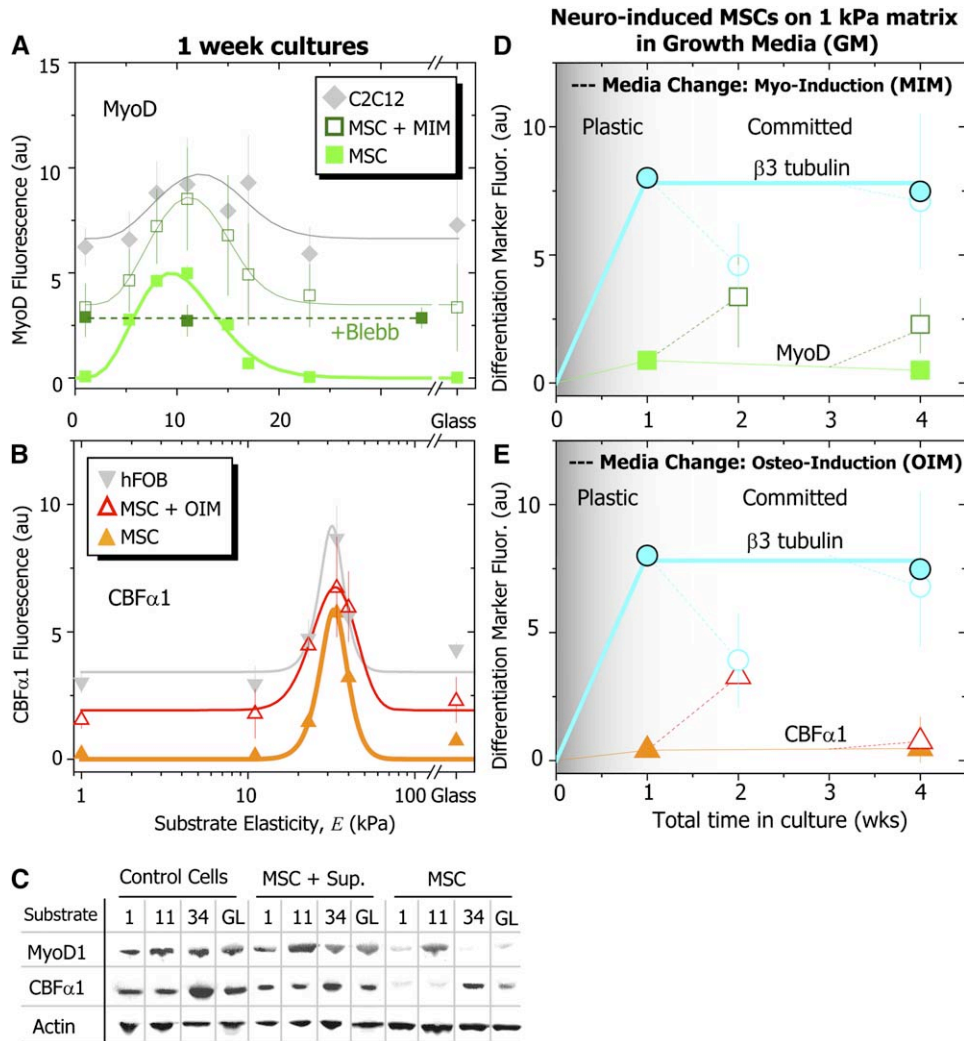 A
1 week cultures
15
10
5
0
MyoD Fluorescence (au)
MyoD
C2C12
MSC + MIM
MSC
+Blebb
0
10
20
Glass
B
10
5
0
CBFα1 Fluorescence (au)
hFOB
MSC + OIM
MSC
CBFα1
1
10
100
Glass
Substrate Elasticity, E (kPa)
Neuro-induced MSCs on 1 kPa matrix
in Growth Media (GM)
D
--- Media Change: Myo-Induction (MIM)
Plastic
Committed
β3 tubulin
MyoD
10
5
0
Differentiation Marker Fluor. (au)
0
1
2
3
4
E
--- Media Change: Osteo-Induction (OIM)
Plastic
Committed
β3 tubulin
CBFα1
10
5
0
Differentiation Marker Fluor. (au)
0
1
2
3
4
Total time in culture (wks)
C
Control Cells MSC + Sup. MSC
Substrate 1 11 34 GL 1 11 34 GL 1 11 34 GL
MyoD1
CBFα1
Actin